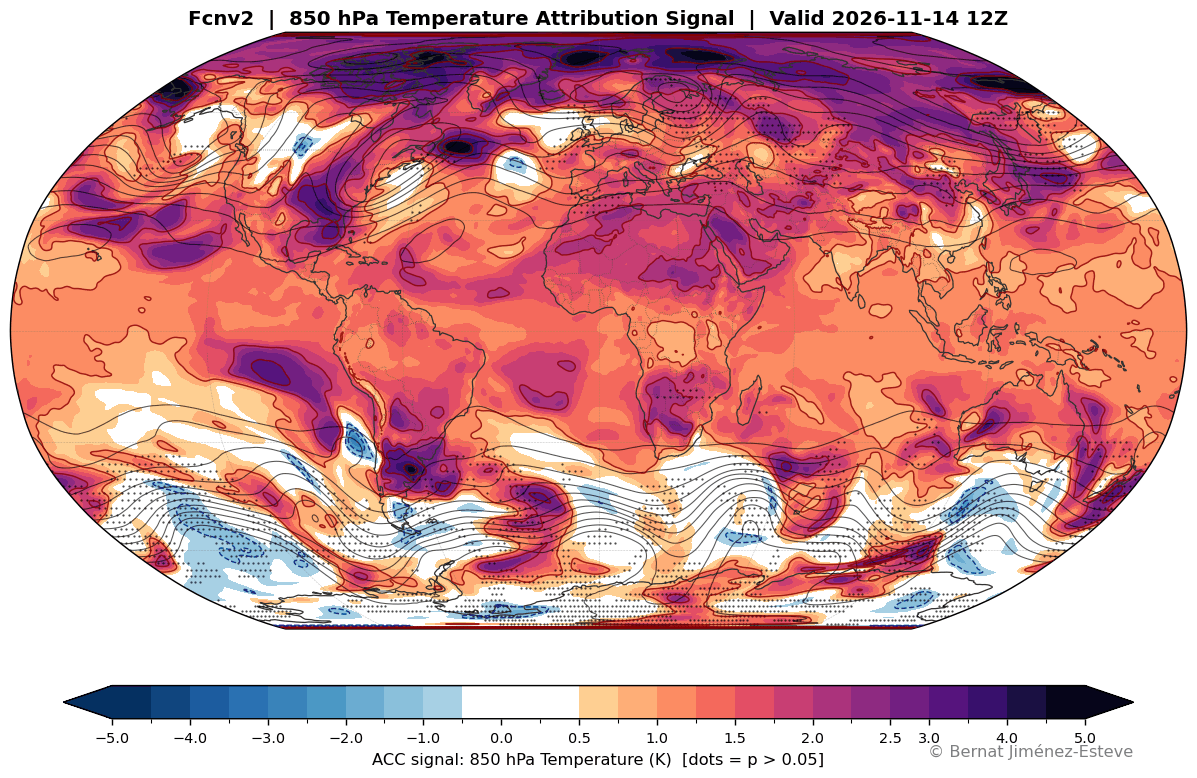 Fcnv2 | 850 hPa Temperature Attribution Signal | Valid 2026-11-14 12Z
−5.0 −4.0 −3.0 −2.0 −1.0 0.0 0.5 1.0 1.5 2.0 2.5 3.0 4.0 5.0
ACC signal: 850 hPa Temperature (K) [dots = p > 0.05]
© Bernat Jiménez-Esteve